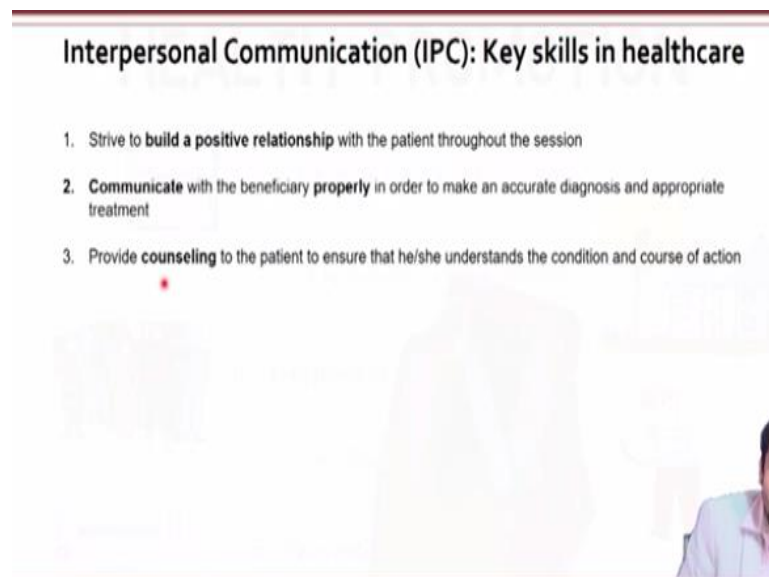 Interpersonal Communication (IPC): Key skills in healthcare
1. Strive to build a positive relationship with the patient throughout the session
2. Communicate with the beneficiary properly in order to make an accurate diagnosis and appropriate
treatment
3. Provide counseling to the patient to ensure that he/she understands the condition and course of action